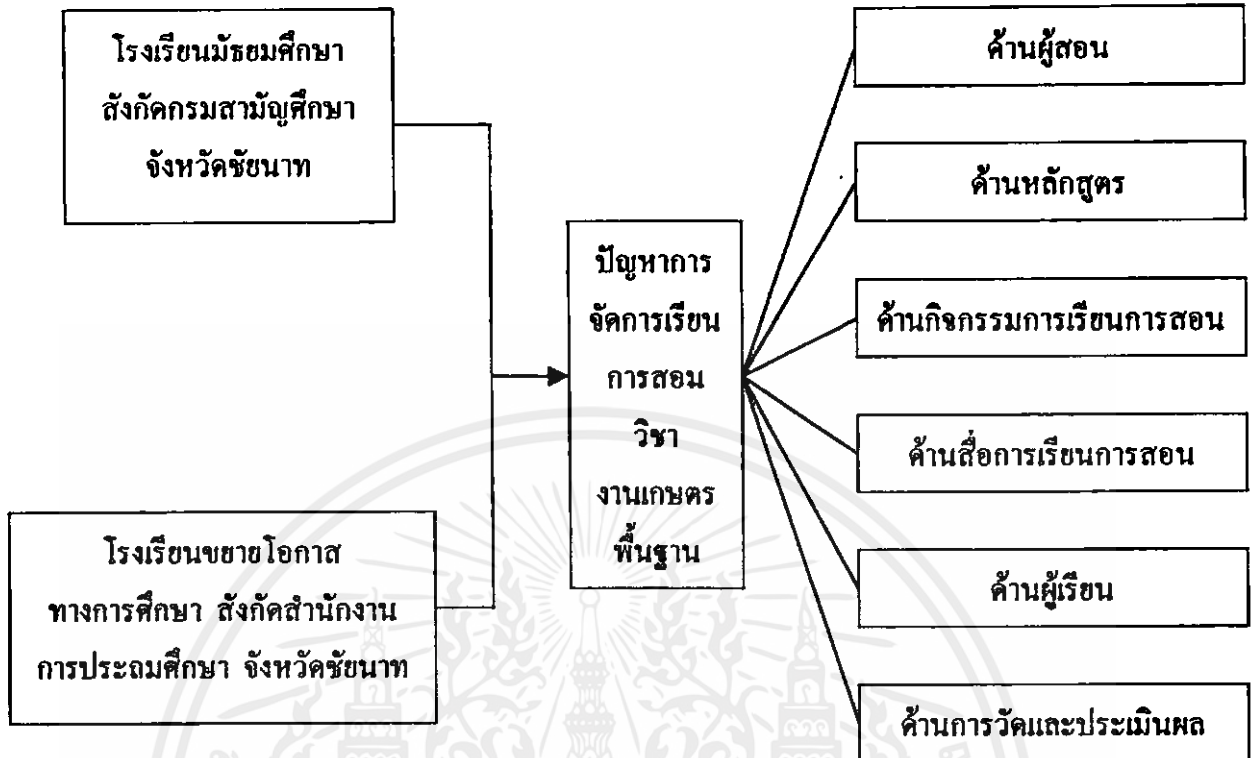 โรงเรียนมัธยมศึกษา
สังกัดกรมสามัญศึกษา
จังหวัดชัยนาท
โรงเรียนขยายโอกาส
ทางการศึกษา สังกัดสำนักงาน
การประถมศึกษา จังหวัดชัยนาท
ปัญหาการ
จัดการเรียน
การสอน
วิชา
งานเกษตร
พื้นฐาน
ด้านผู้สอน
ด้านหลักสูตร
ด้านกิจกรรมการเรียนการสอน
ด้านสื่อการเรียนการสอน
ด้านผู้เรียน
ด้านการวัดและประเมินผล